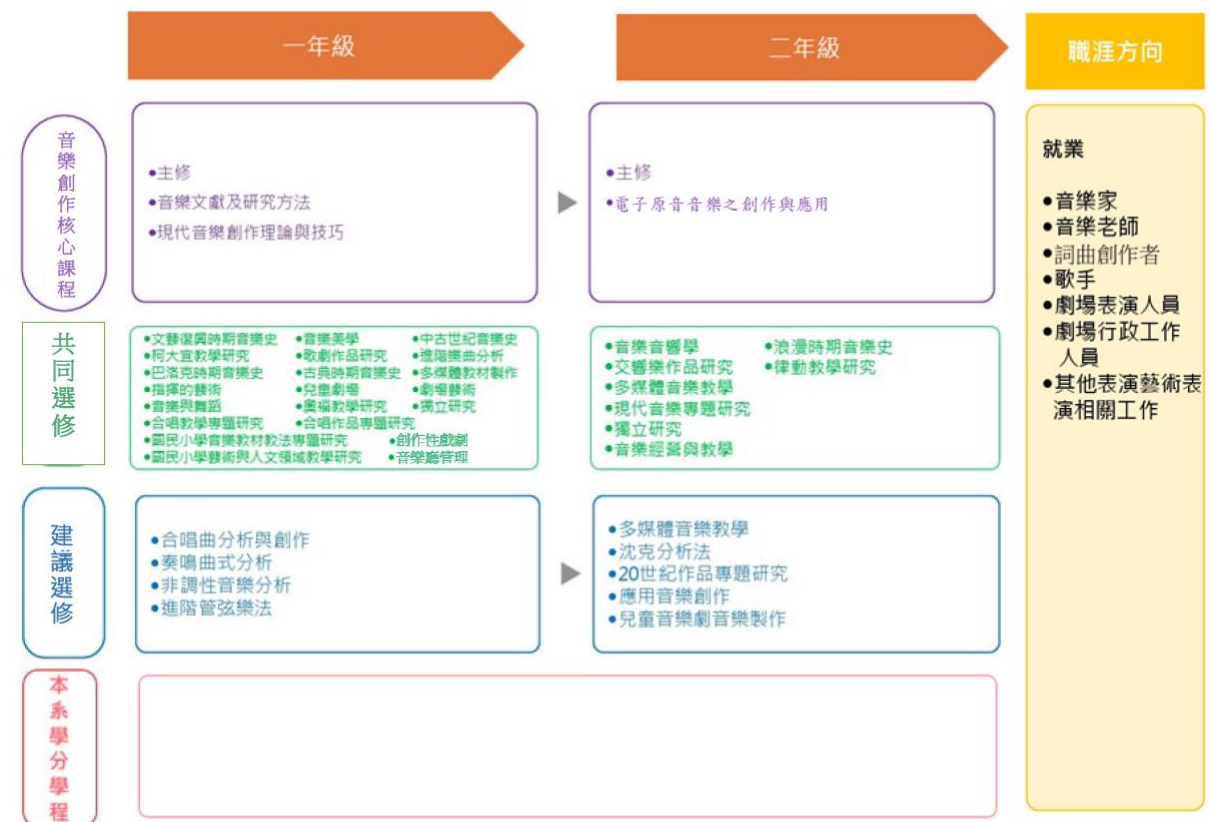 一年級
二年級
職涯方向
音樂創作核心課程
•主修
•音樂文獻及研究方法
•現代音樂創作理論與技巧
•主修
•電子原音音樂之創作與應用
共同選修
•文藝復興時期音樂史 •音樂美學 •中古世紀音樂史
•柯大宜教學研究 •歌劇作品研究 •進階樂曲分析
•巴洛克時期音樂史 •古典時期音樂史 •多媒體教材製作
•指揮的藝術 •兒童劇場 •劇場藝術
•音樂與舞蹈 •奧福教學研究 •獨立研究
•合唱教學專題研究 •合唱作品專題研究
•國民小學音樂教材教法專題研究 •創作性戲劇
•國民小學藝術與人文領域教學研究 •音樂廳管理
•音樂音響學 •浪漫時期音樂史
•交響樂作品研究 •律動教學研究
•多媒體音樂教學
•現代音樂專題研究
•獨立研究
•音樂經營與教學
建議選修
•合唱曲分析與創作
•奏鳴曲式分析
•非調性音樂分析
•進階管弦樂法
•多媒體音樂教學
•沈克分析法
•20世紀作品專題研究
•應用音樂創作
•兒童音樂劇音樂製作
本系學分學程
就業
•音樂家
•音樂老師
•詞曲創作者
•歌手
•劇場表演人員
•劇場行政工作
人員
•其他表演藝術表
演相關工作